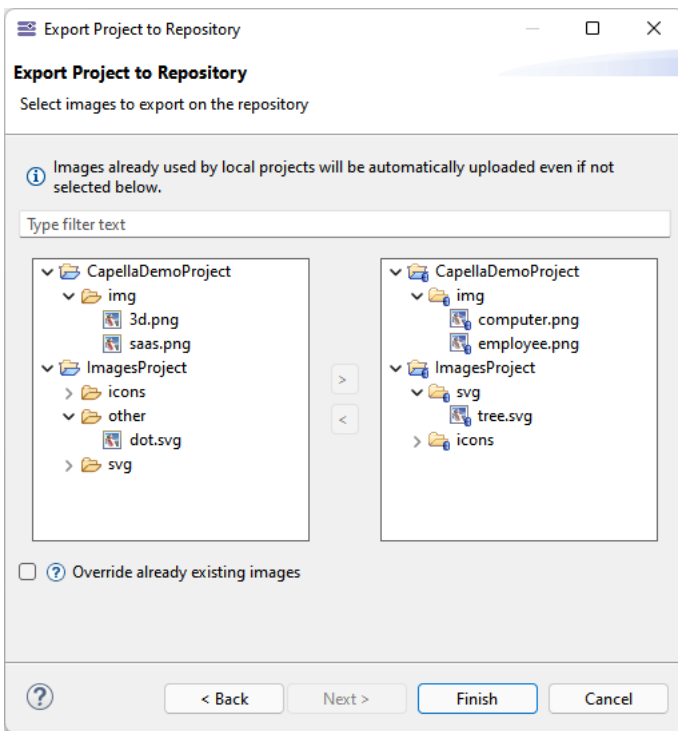 Export Project to Repository
Export Project to Repository
Select images to export on the repository
Images already used by local projects will be automatically uploaded even if not
selected below.
Type filter text
CapellaDemoProject
img
3d.png
saas.png
ImagesProject
icons
other
dot.svg
svg
>
<
CapellaDemoProject
img
computer.png
employee.png
ImagesProject
svg
tree.svg
icons
Override already existing images
< Back
Next >
Finish
Cancel